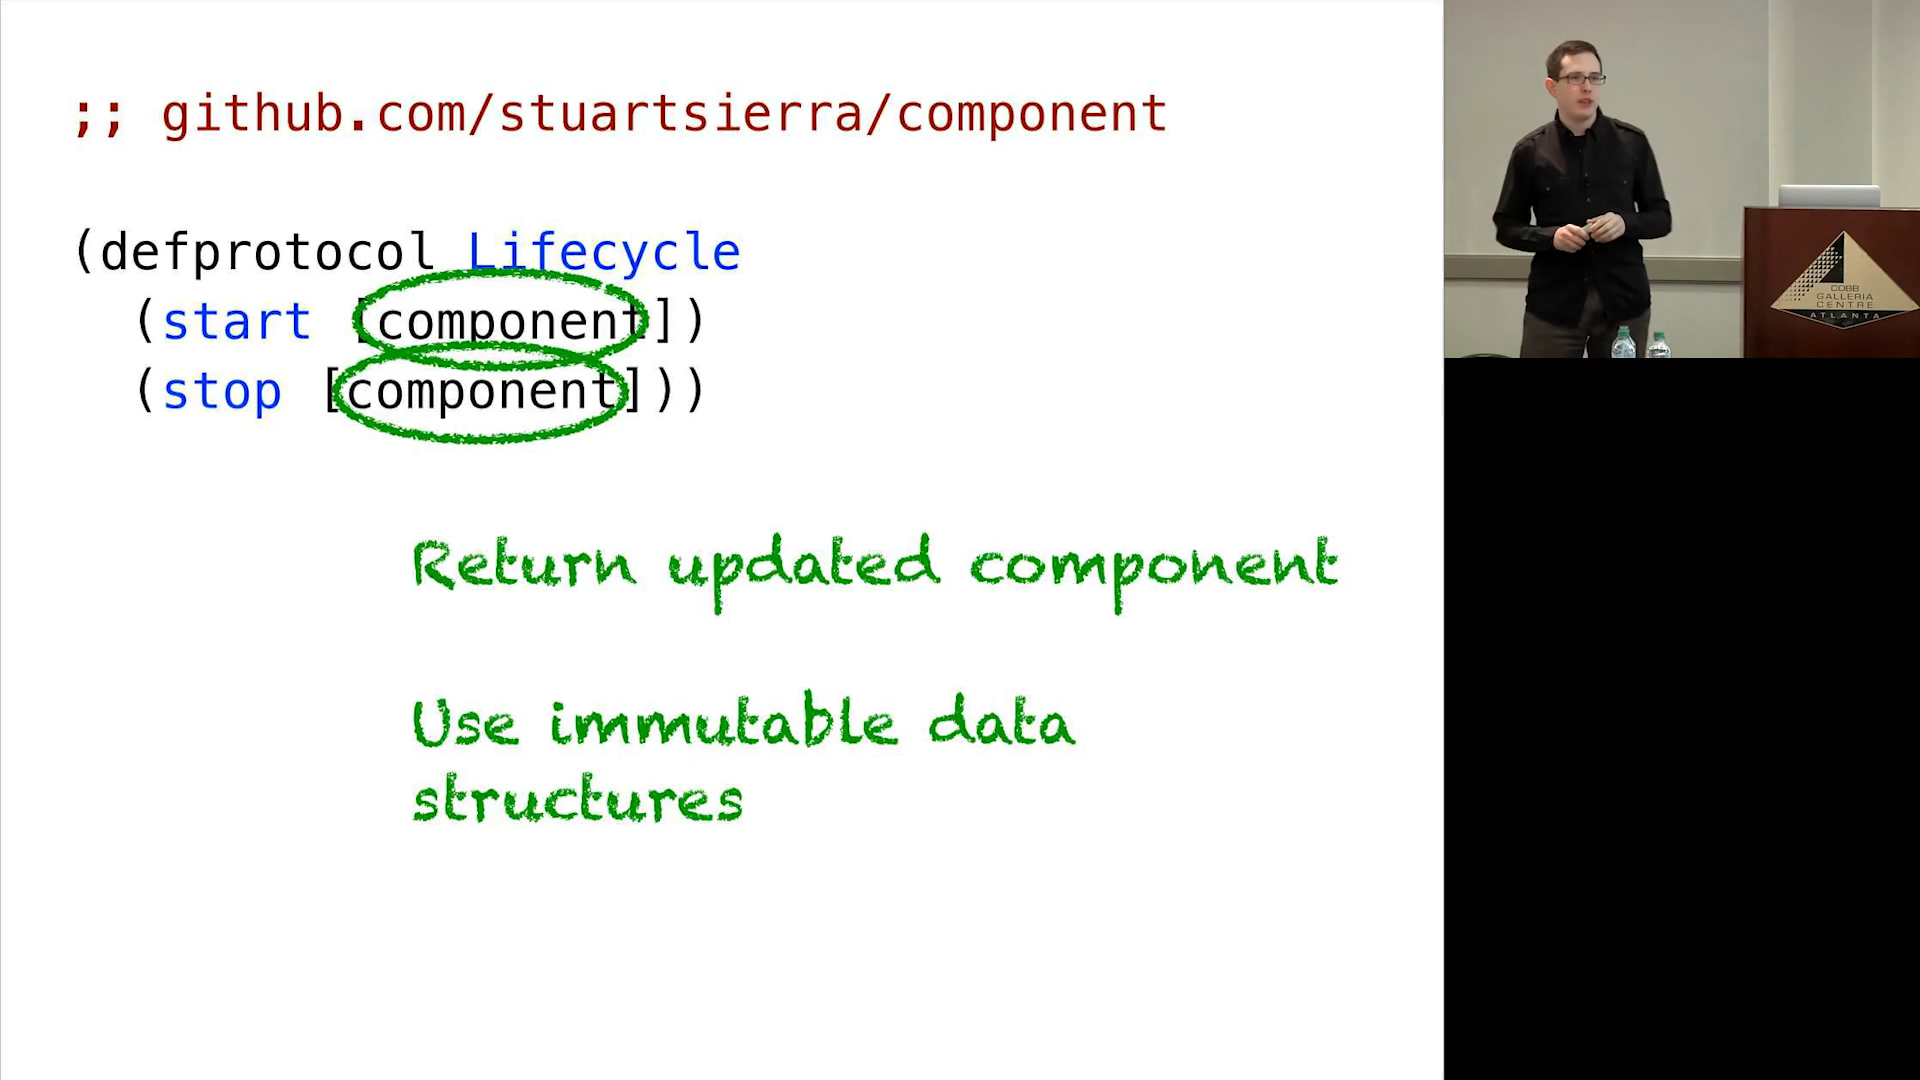 ;; github.com/stuartsierra/component
(defprotocol Lifecycle
(start [component])
(stop [component]))
Return updated component
Use immutable data
structures
COBB
GALLERIA
CENTRE
ATLANTA